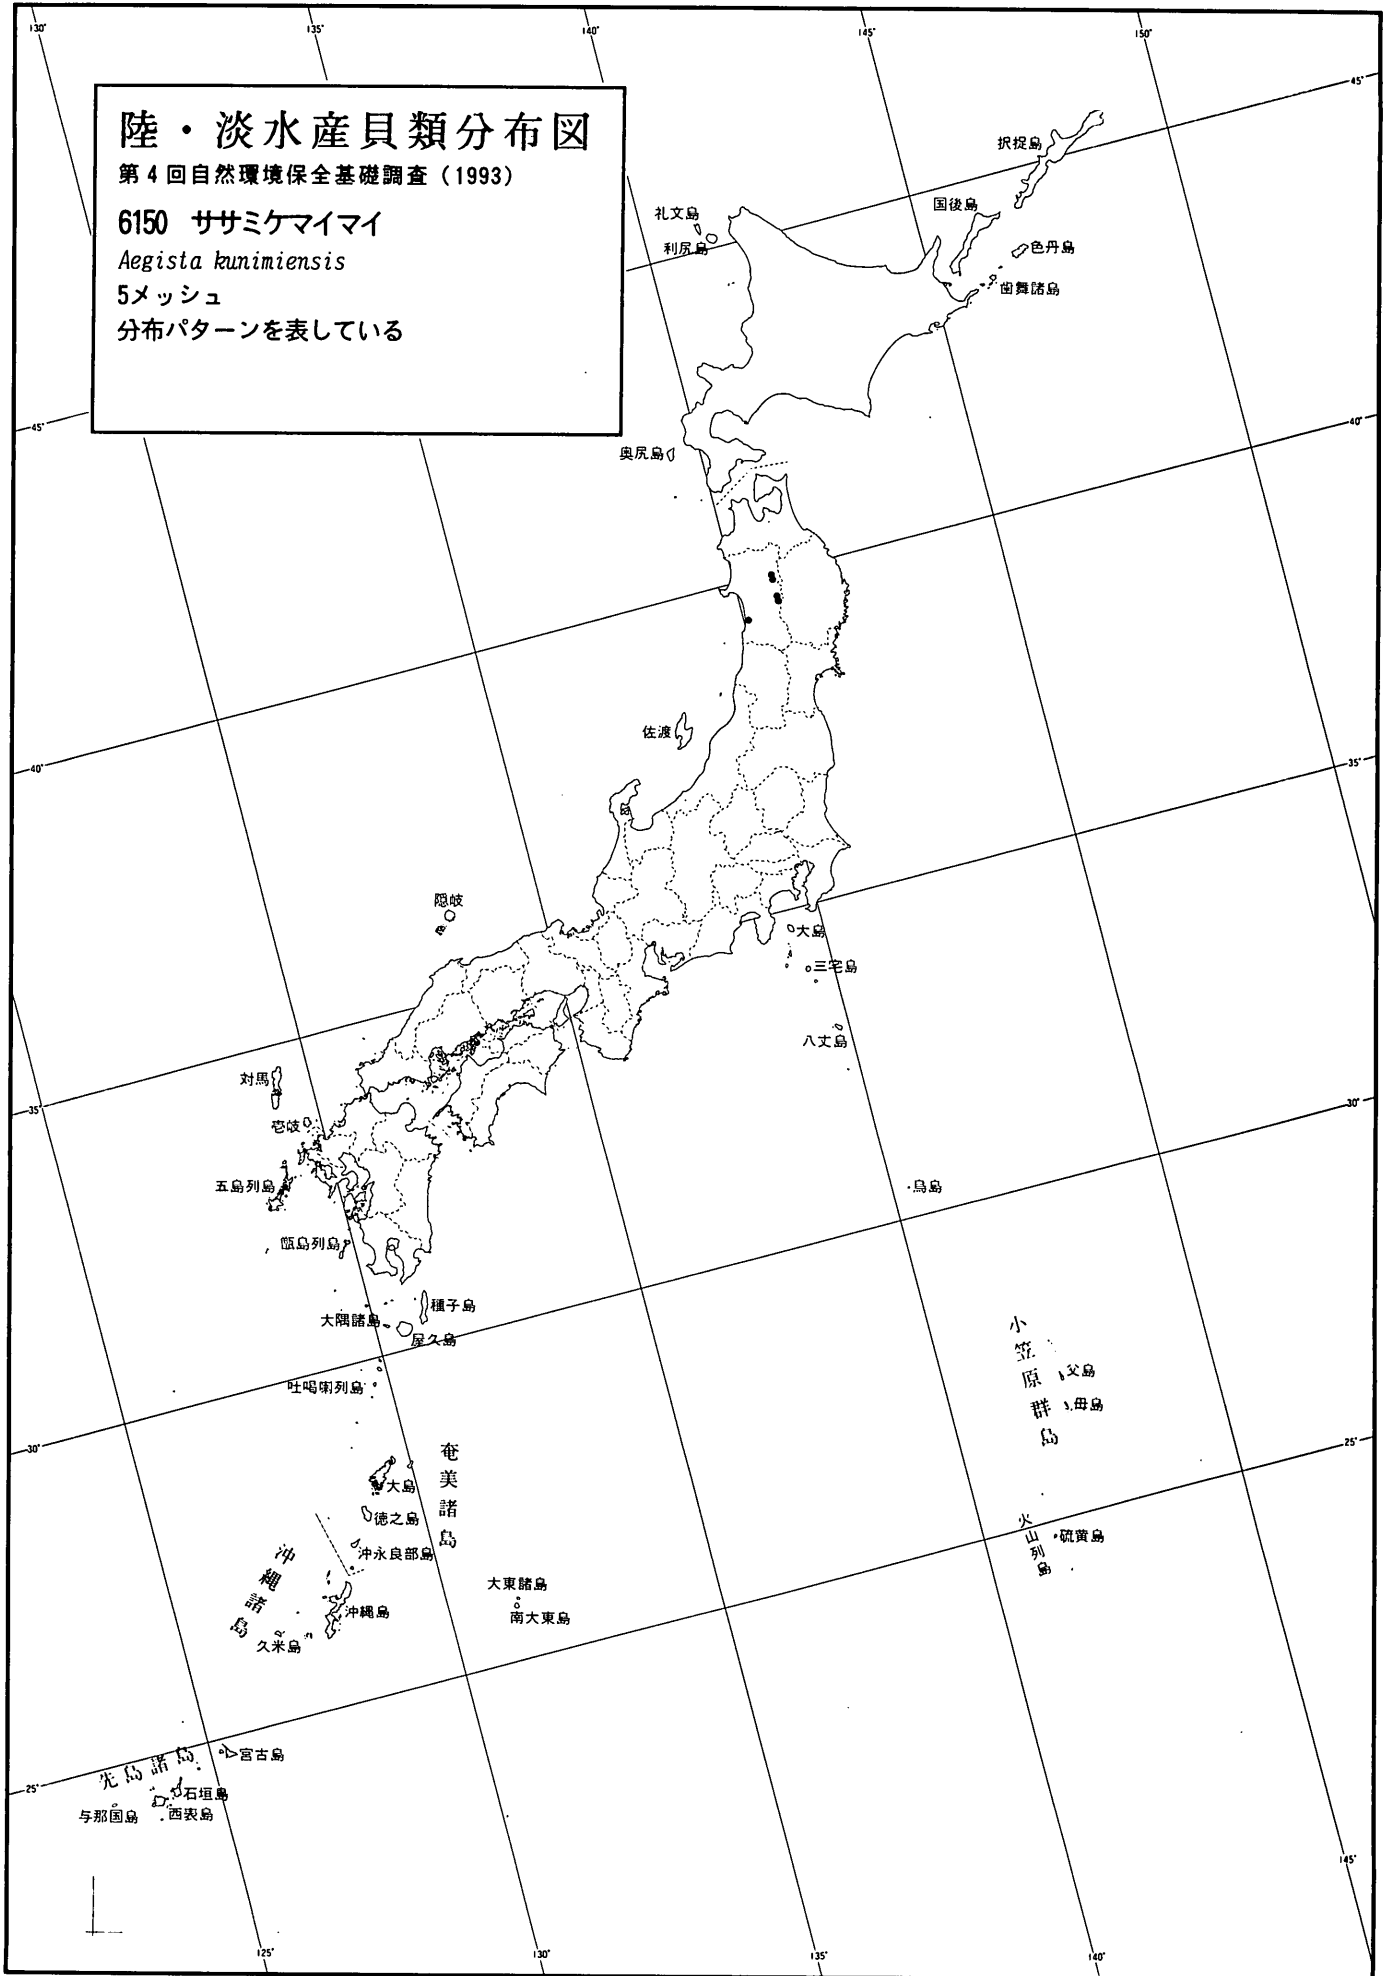 130°
135°
140°
145°
150°
陸・淡水産貝類分布図
第4回自然環境保全基礎調査（1993）
6150 ササミケマイマイ
Aegista kunimiensis
5メッシュ
分布パターンを表している
45°
択捉島
国後島
礼文島
利尻島
色丹島
歯舞諸島
45°
40°
奥尻島
佐渡
40°
35°
隠岐
大島
三宅島
八丈島
対馬
35°
壱岐
30°
五島列島
鳥島
甑島列島
種子島
大隅諸島
屋久島
吐噶喇列島
小笠原群島
父島
母島
30°
25°
奄美諸島
大島
徳之島
沖永良部島
火山列島
硫黄島
沖縄諸島
沖縄島
久米島
大東諸島
南大東島
先島諸島
宮古島
25°
石垣島
与那国島
西表島
145°
125°
130°
135°
140°